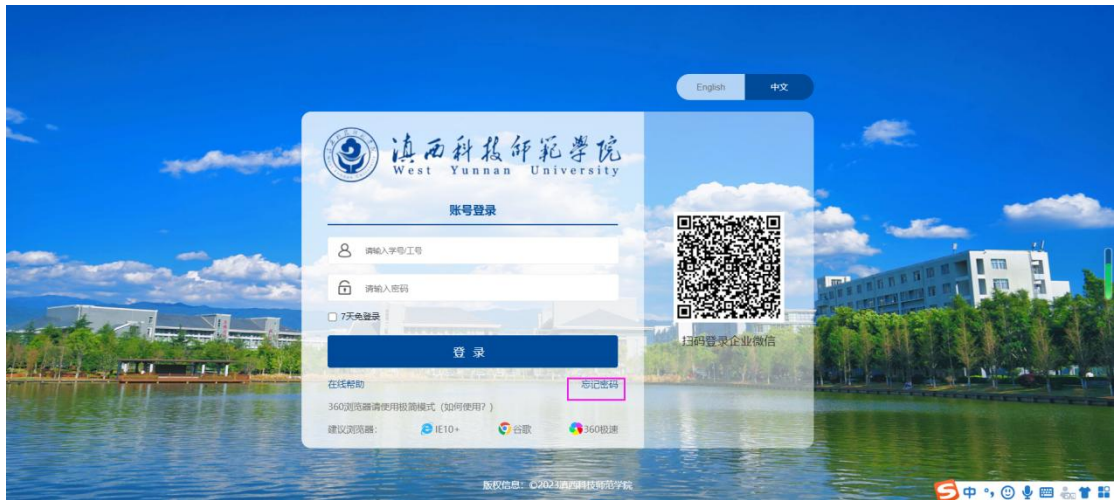 English 中文
滇西科技师范學院
West Yunnan University
账号登录
请输入学号/工号
请输入密码
7天免登录
登 录
扫码登录企业微信
在线帮助 忘记密码
360浏览器请使用极简模式（如何使用？）
建议浏览器： IE10+ 谷歌 360极速
版权信息：©2023滇西科技师范学院
中